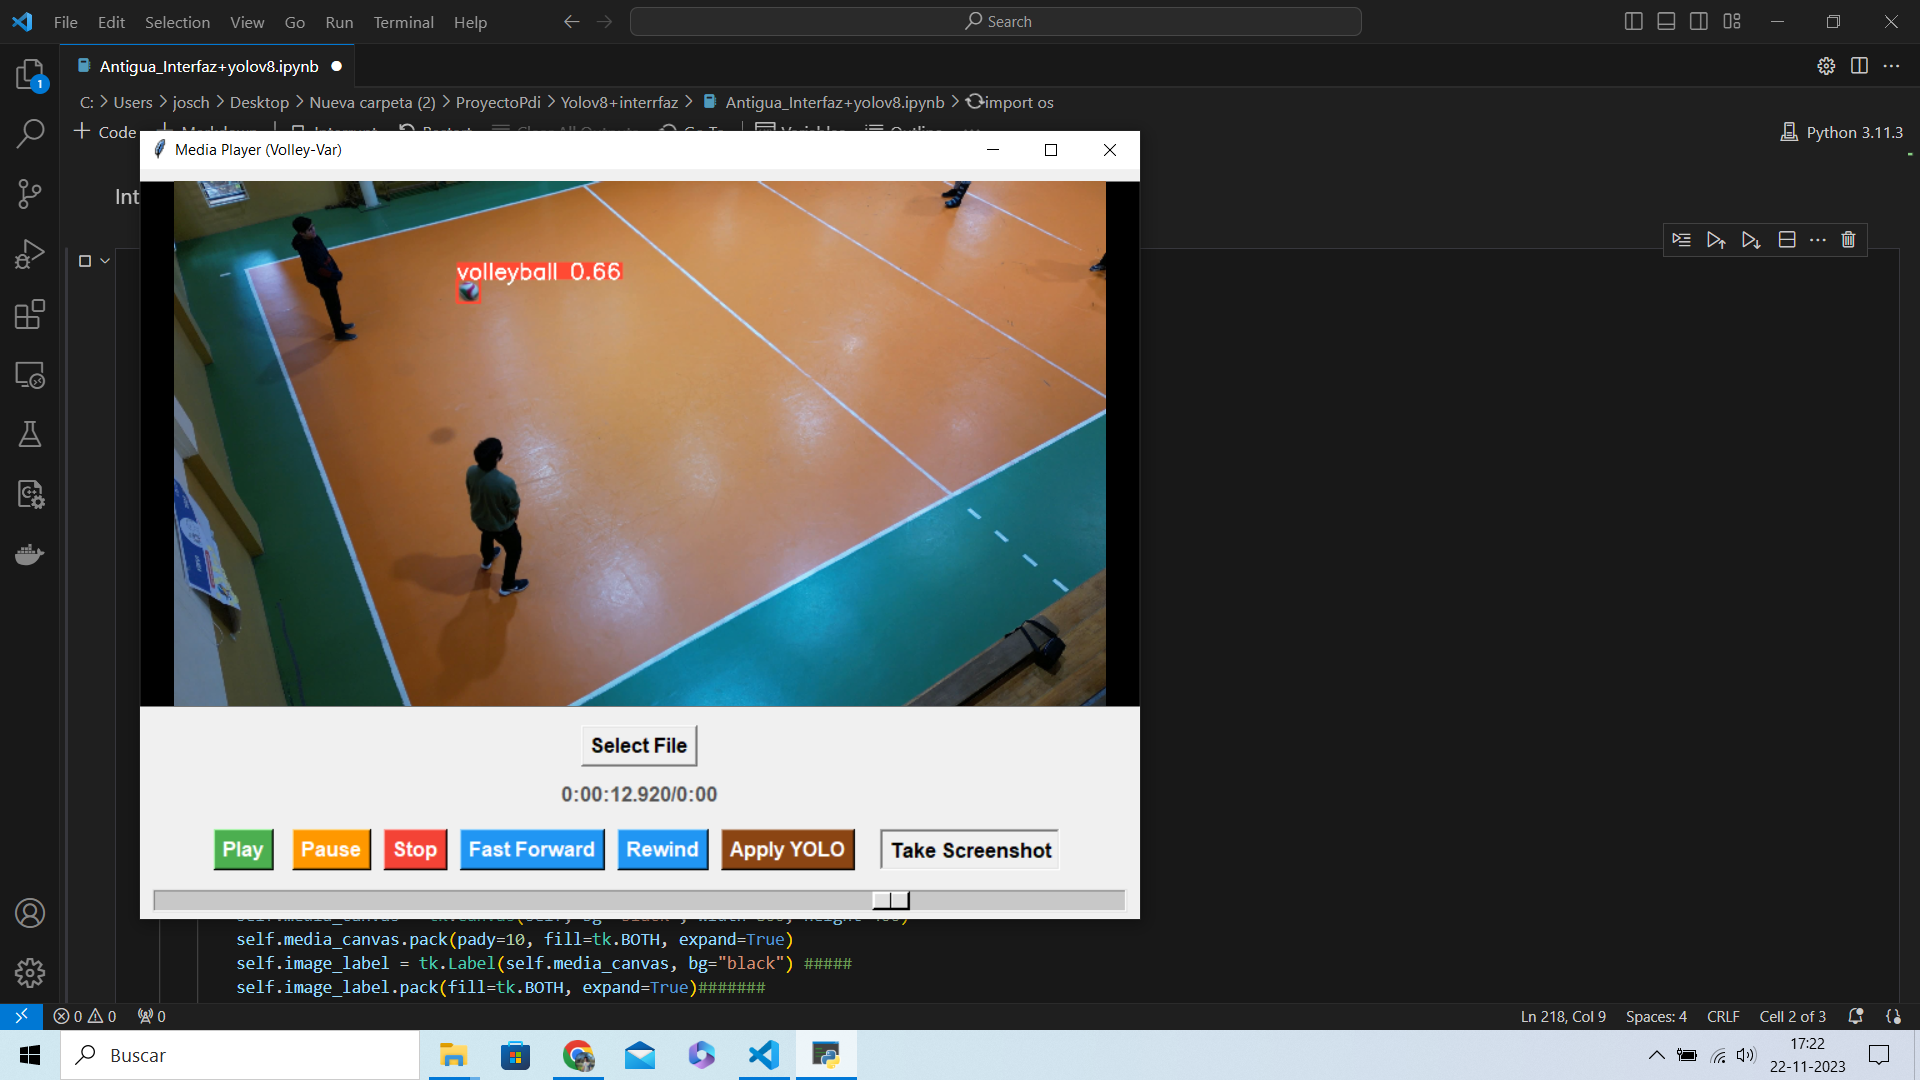 File Edit Selection View Go Run Terminal Help
Search
Antigua_Interfaz+yolov8.ipynb
1
C: > Users > josch > Desktop > Nueva carpeta (2) > ProyectoPdi > Yolov8+interrfaz > Antigua_Interfaz+yolov8.ipynb > import os
+ Code
Python 3.11.3
Media Player (Volley-Var)
Int
volleyball 0.66
Select File
0:00:12.920/0:00
Play Pause Stop Fast Forward Rewind Apply YOLO Take Screenshot
self.media_canvas.pack(pady=10, fill=tk.BOTH, expand=True)
self.image_label = tk.Label(self.media_canvas, bg="black") #####
self.image_label.pack(fill=tk.BOTH, expand=True)#######
0 0 0
Ln 218, Col 9 Spaces: 4 CRLF Cell 2 of 3
Buscar
17:22
22-11-2023